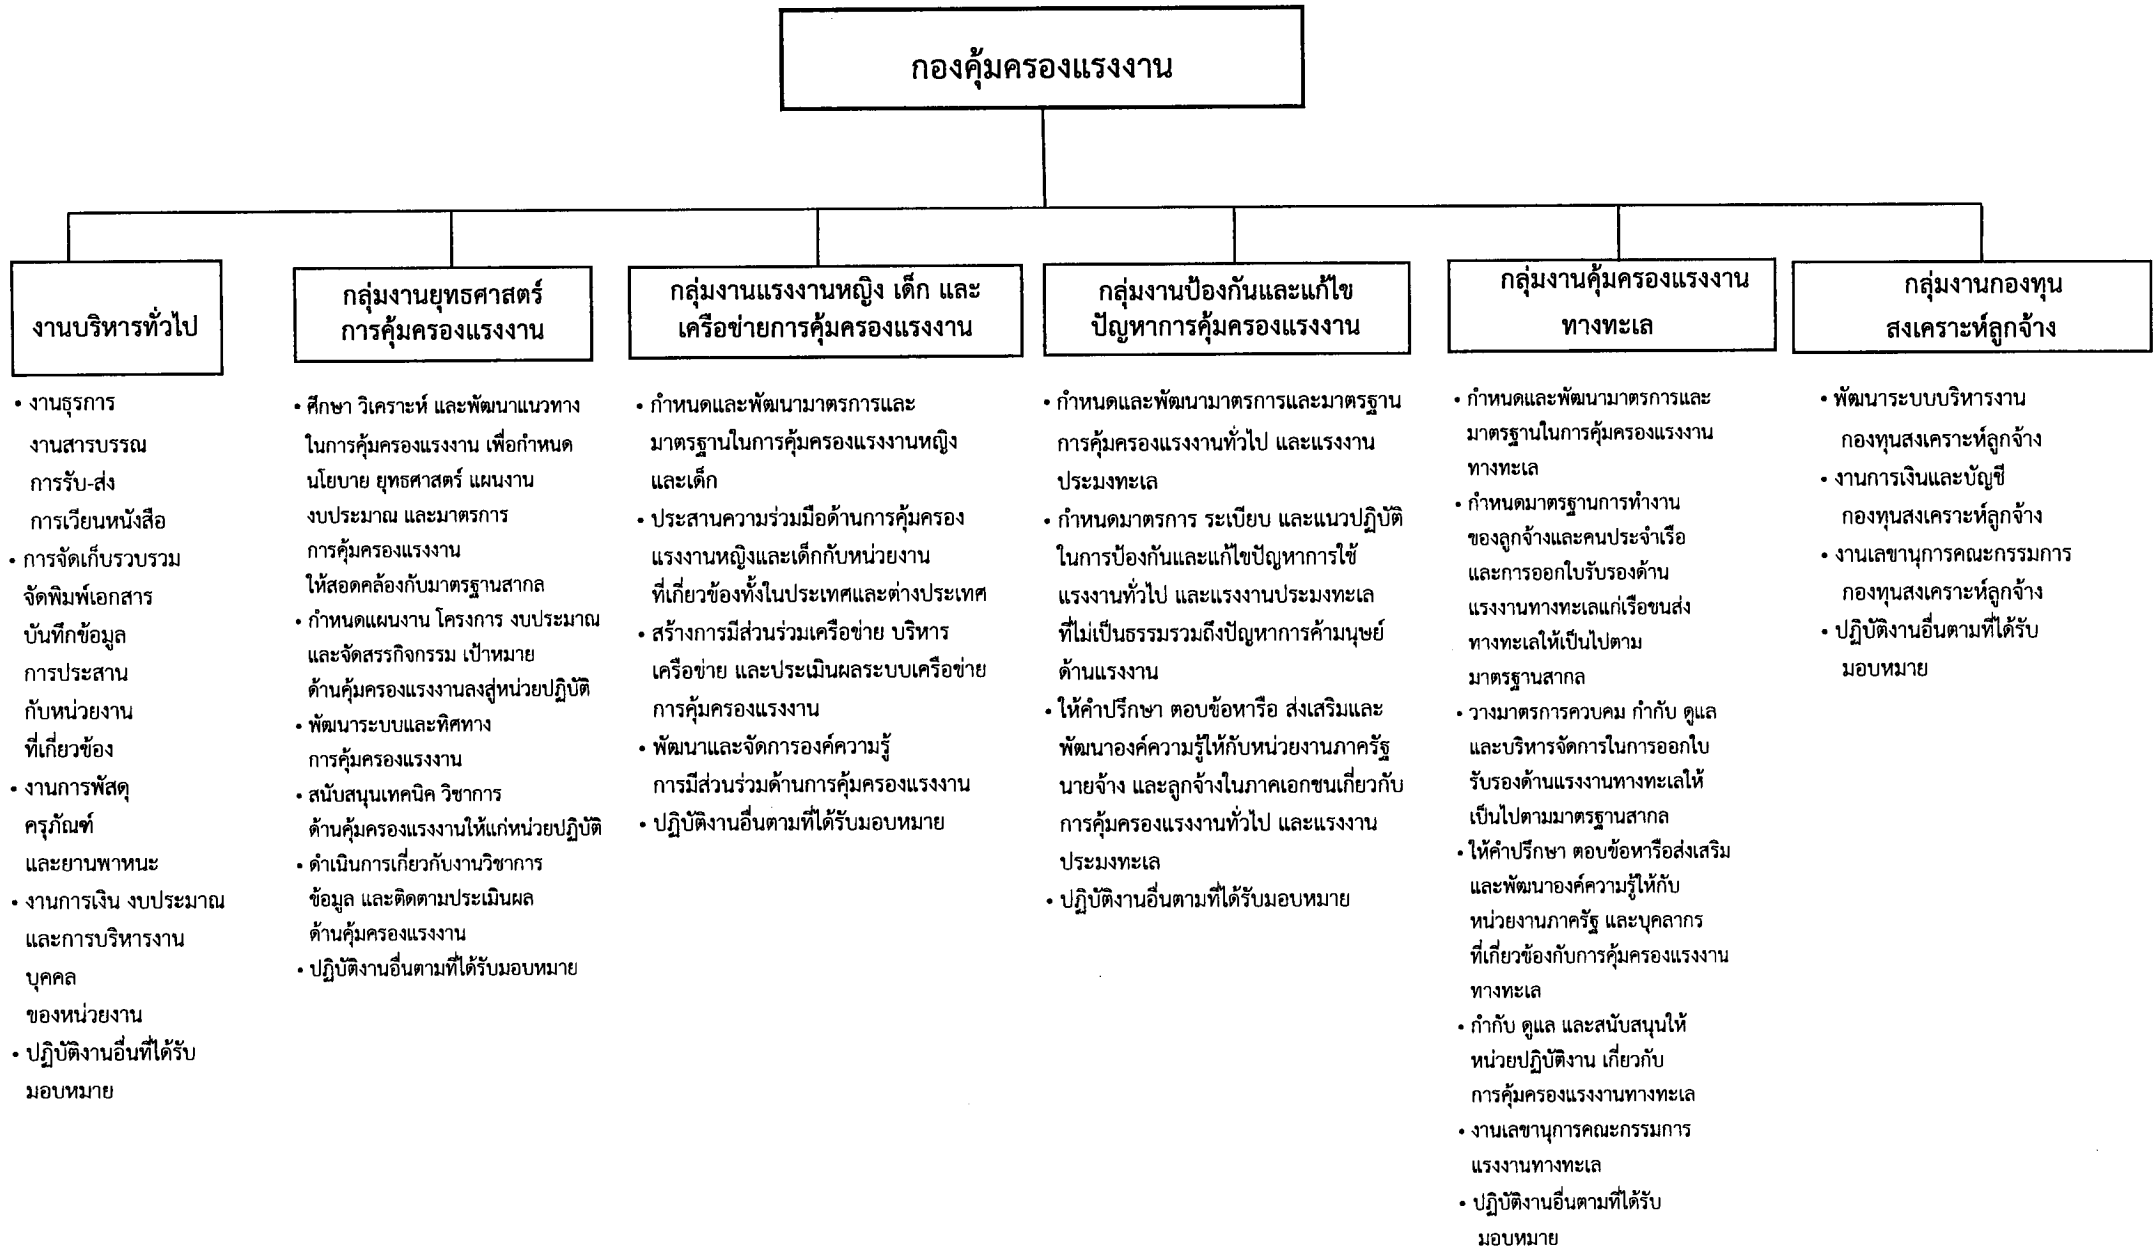 กองคุ้มครองแรงงาน
งานบริหารทั่วไป
• งานธุรการ
งานสารบรรณ
การรับ-ส่ง
การเวียนหนังสือ
• การจัดเก็บรวบรวม
จัดพิมพ์เอกสาร
บันทึกข้อมูล
การประสาน
กับหน่วยงาน
ที่เกี่ยวข้อง
• งานการพัสดุ
ครุภัณฑ์
และยานพาหนะ
• งานการเงิน งบประมาณ
และการบริหารงาน
บุคคล
ของหน่วยงาน
• ปฏิบัติงานอื่นที่ได้รับ
มอบหมาย
กลุ่มงานยุทธศาสตร์
การคุ้มครองแรงงาน
• ศึกษา วิเคราะห์ และพัฒนาแนวทาง
ในการคุ้มครองแรงงาน เพื่อกำหนด
นโยบาย ยุทธศาสตร์ แผนงาน
งบประมาณ และมาตรการ
การคุ้มครองแรงงาน
ให้สอดคล้องกับมาตรฐานสากล
• กำหนดแผนงาน โครงการ งบประมาณ
และจัดสรรกิจกรรม เป้าหมาย
ด้านคุ้มครองแรงงานลงสู่หน่วยปฏิบัติ
• พัฒนาระบบและทิศทาง
การคุ้มครองแรงงาน
• สนับสนุนเทคนิค วิชาการ
ด้านคุ้มครองแรงงานให้แก่หน่วยปฏิบัติ
• ดำเนินการเกี่ยวกับงานวิชาการ
ข้อมูล และติดตามประเมินผล
ด้านคุ้มครองแรงงาน
• ปฏิบัติงานอื่นตามที่ได้รับมอบหมาย
กลุ่มงานแรงงานหญิง เด็ก และ
เครือข่ายการคุ้มครองแรงงาน
• กำหนดและพัฒนามาตรการและ
มาตรฐานในการคุ้มครองแรงงานหญิง
และเด็ก
• ประสานความร่วมมือด้านการคุ้มครอง
แรงงานหญิงและเด็กกับหน่วยงาน
ที่เกี่ยวข้องทั้งในประเทศและต่างประเทศ
• สร้างการมีส่วนร่วมเครือข่าย บริหาร
เครือข่าย และประเมินผลระบบเครือข่าย
การคุ้มครองแรงงาน
• พัฒนาและจัดการองค์ความรู้
การมีส่วนร่วมด้านการคุ้มครองแรงงาน
• ปฏิบัติงานอื่นตามที่ได้รับมอบหมาย
กลุ่มงานป้องกันและแก้ไข
ปัญหาการคุ้มครองแรงงาน
• กำหนดและพัฒนามาตรการและมาตรฐาน
การคุ้มครองแรงงานทั่วไป และแรงงาน
ประมงทะเล
• กำหนดมาตรการ ระเบียบ และแนวปฏิบัติ
ในการป้องกันและแก้ไขปัญหาการใช้
แรงงานทั่วไป และแรงงานประมงทะเล
ที่ไม่เป็นธรรมรวมถึงปัญหาการค้ามนุษย์
ด้านแรงงาน
• ให้คำปรึกษา ตอบข้อหารือ ส่งเสริมและ
พัฒนาองค์ความรู้ให้กับหน่วยงานภาครัฐ
นายจ้าง และลูกจ้างในภาคเอกชนเกี่ยวกับ
การคุ้มครองแรงงานทั่วไป และแรงงาน
ประมงทะเล
• ปฏิบัติงานอื่นตามที่ได้รับมอบหมาย
กลุ่มงานคุ้มครองแรงงาน
ทางทะเล
• กำหนดและพัฒนามาตรการและ
มาตรฐานในการคุ้มครองแรงงาน
ทางทะเล
• กำหนดมาตรฐานการทำงาน
ของลูกจ้างและคนประจำเรือ
และการออกใบรับรองด้าน
แรงงานทางทะเลแก่เรือขนส่ง
ทางทะเลให้เป็นไปตาม
มาตรฐานสากล
• วางมาตรการควบคม กำกับ ดูแล
และบริหารจัดการในการออกใบ
รับรองด้านแรงงานทางทะเลให้
เป็นไปตามมาตรฐานสากล
• ให้คำปรึกษา ตอบข้อหารือส่งเสริม
และพัฒนาองค์ความรู้ให้กับ
หน่วยงานภาครัฐ และบุคลากร
ที่เกี่ยวข้องกับการคุ้มครองแรงงาน
ทางทะเล
• กำกับ ดูแล และสนับสนุนให้
หน่วยปฏิบัติงาน เกี่ยวกับ
การคุ้มครองแรงงานทางทะเล
• งานเลขานุการคณะกรรมการ
แรงงานทางทะเล
• ปฏิบัติงานอื่นตามที่ได้รับ
มอบหมาย
กลุ่มงานกองทุน
สงเคราะห์ลูกจ้าง
• พัฒนาระบบบริหารงาน
กองทุนสงเคราะห์ลูกจ้าง
• งานการเงินและบัญชี
กองทุนสงเคราะห์ลูกจ้าง
• งานเลขานุการคณะกรรมการ
กองทุนสงเคราะห์ลูกจ้าง
• ปฏิบัติงานอื่นตามที่ได้รับ
มอบหมาย